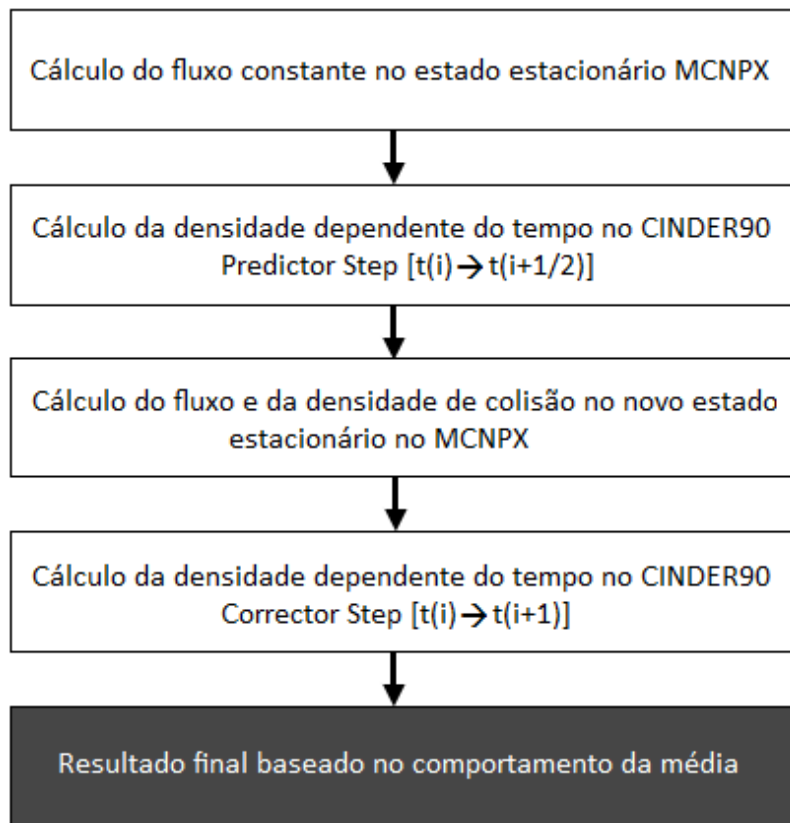 Cálculo do fluxo constante no estado estacionário MCNPX
Cálculo da densidade dependente do tempo no CINDER90
Predictor Step [t(i)→t(i+1/2)]
Cálculo do fluxo e da densidade de colisão no novo estado
estacionário no MCNPX
Cálculo da densidade dependente do tempo no CINDER90
Corrector Step [t(i)→t(i+1)]
Resultado final baseado no comportamento da média